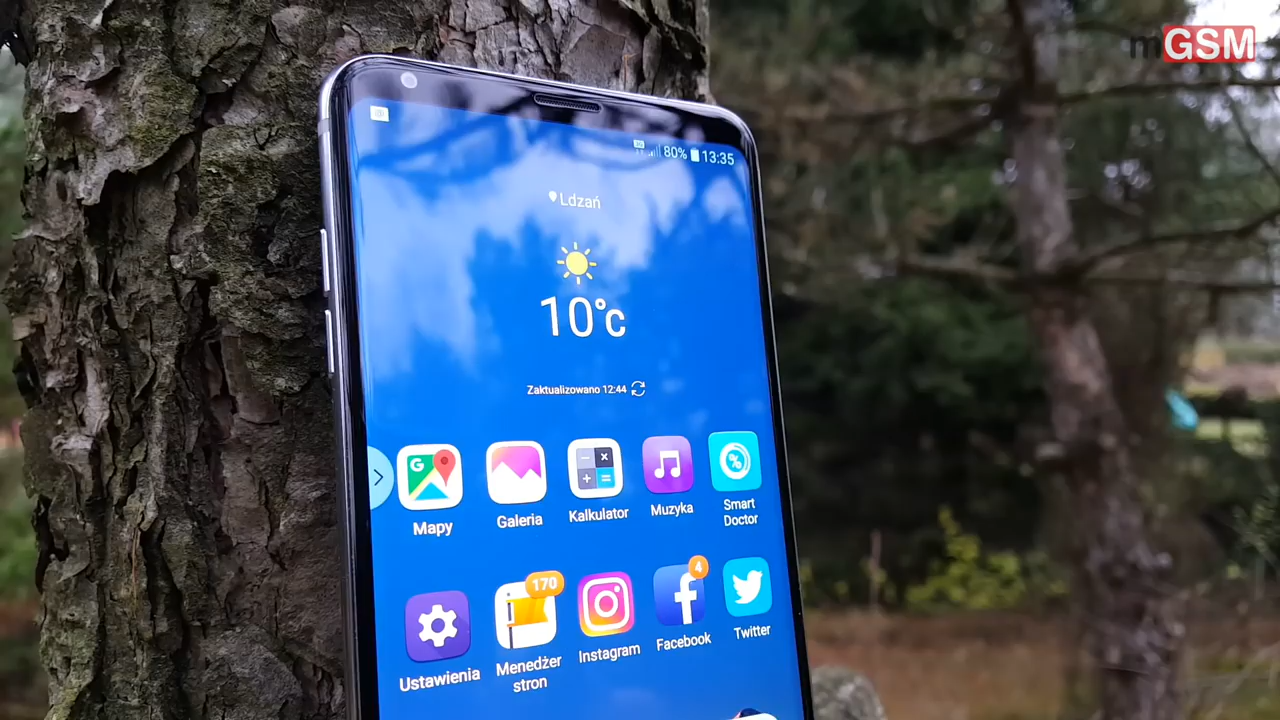 mGSM
80% 13:35
Ldzań
10°c
Zaktualizowano 12:44
G
Mapy
Galeria
Kalkulator
Muzyka
Smart
Doctor
170
4
Ustawienia
Menedżer
stron
Instagram
Facebook
Twitter